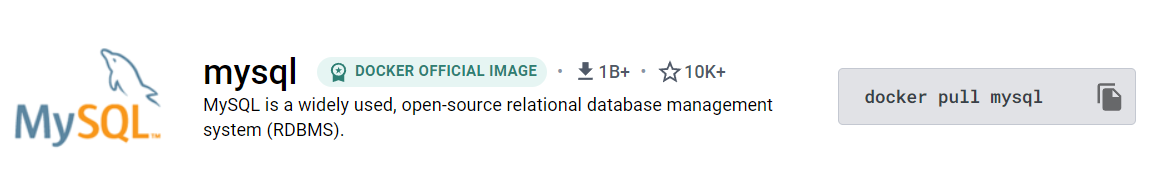 MySQL™
mysql DOCKER OFFICIAL IMAGE • 1B+ • 10K+
MySQL is a widely used, open-source relational database management
system (RDBMS).
docker pull mysql